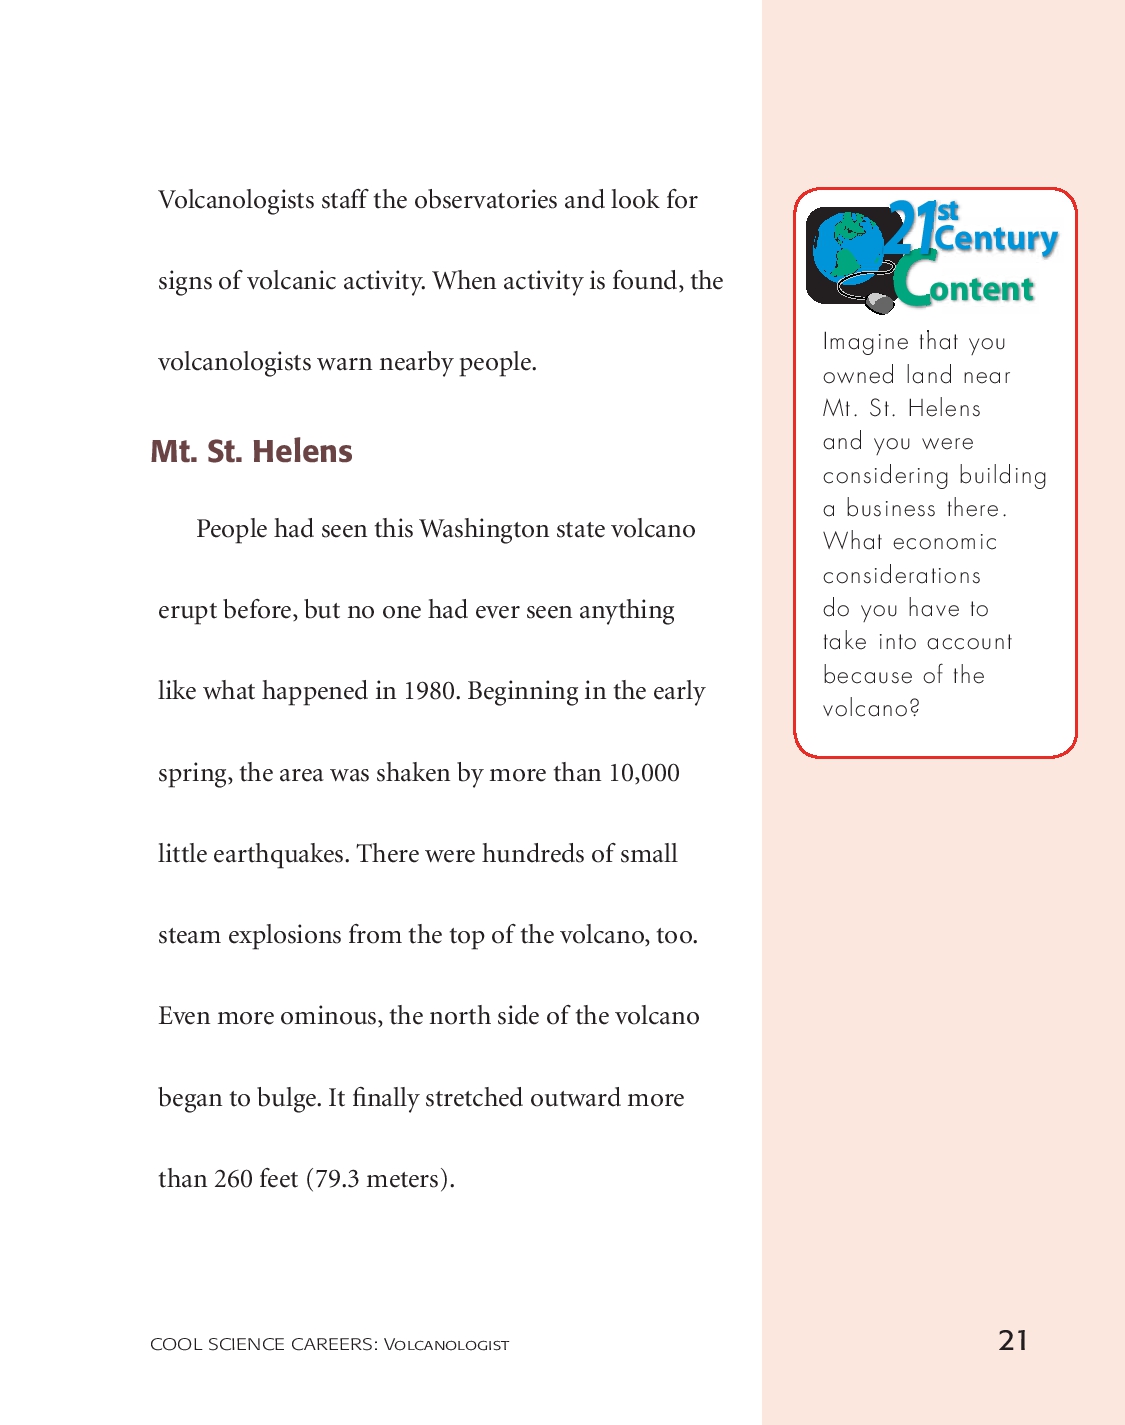 Volcanologists staff the observatories and look for
signs of volcanic activity. When activity is found, the
volcanologists warn nearby people.
Mt. St. Helens
People had seen this Washington state volcano
erupt before, but no one had ever seen anything
like what happened in 1980. Beginning in the early
spring, the area was shaken by more than 10,000
little earthquakes. There were hundreds of small
steam explosions from the top of the volcano, too.
Even more ominous, the north side of the volcano
began to bulge. It finally stretched outward more
than 260 feet (79.3 meters).
21st
Century
Content
Imagine that you
owned land near
Mt. St. Helens
and you were
considering building
a business there.
What economic
considerations
do you have to
take into account
because of the
volcano?
COOL SCIENCE CAREERS: VOLCANOLOGIST
21